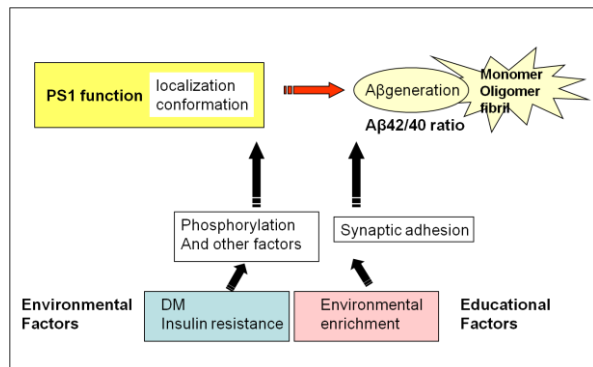 PS1 function
localization
conformation
Aβgeneration
Monomer
Oligomer
fibril
Aβ42/40 ratio
Phosphorylation
And other factors
Synaptic adhesion
Environmental
Factors
DM
Insulin resistance
Environmental
enrichment
Educational
Factors